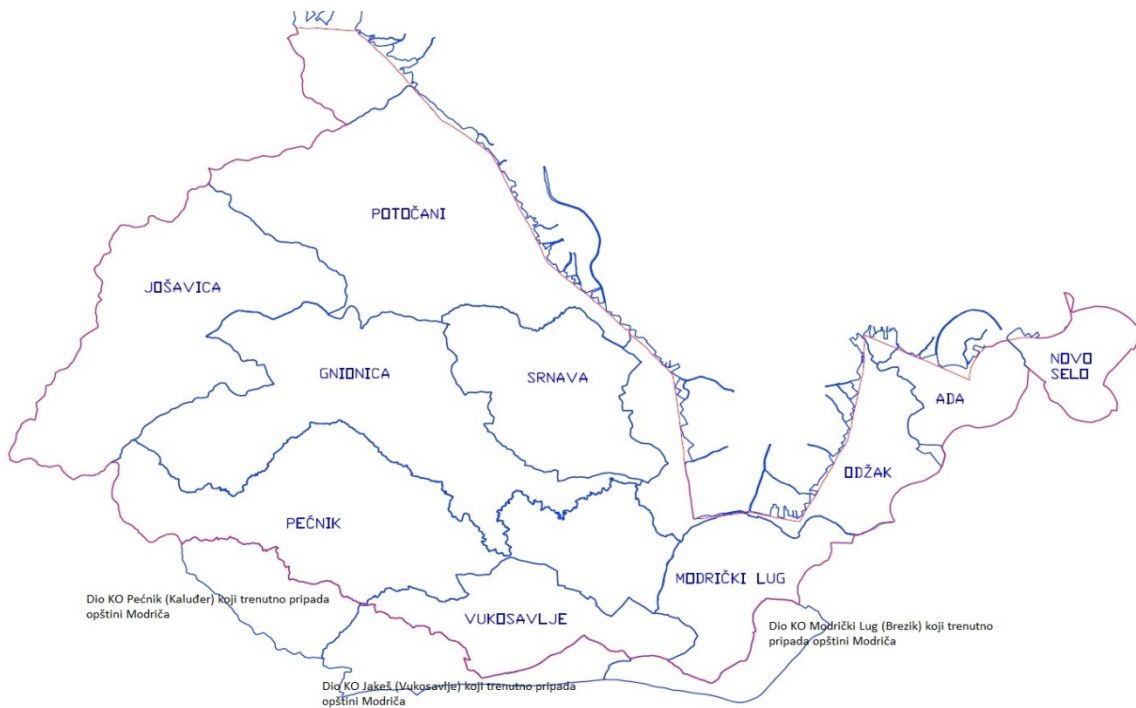 POTOČANI
JOŠAVICA
GNIONICA
SRNAVA
NOVO
SELO
ADA
ODŽAK
PEĆNIK
MODRIČKI LUG
VUKOSAVLJE
Dio KO Pećnik (Kaluđer) koji trenutno pripada
opštini Modriča
Dio KO Modrički Lug (Brezik) koji trenutno
pripada opštini Modriča
Dio KO Jakeš (Vukosavlje) koji trenutno pripada
opštini Modriča